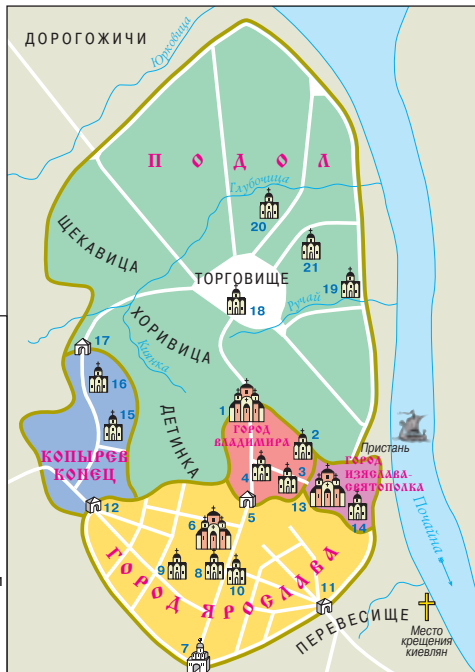 ДОРОГОЖИЧИ
Юрковица
ПОДОЛ
Глубочица
20
ЩЕКАВИЦА
21
ТОРГОВИЩЕ
19
18
Ручай
ХОРИВИЦА
Киянка
17
16
ДЕТИНКА
1
ГОРОД
ВЛАДИМИРА
15
2
Пристань
КОПЫРЕВ
КОНЕЦ
4
3
ГОРОД
ИЗЯСЛАВА-
СВЯТОПОЛКА
12
5
13
14
Почайна
6
ГОРОД ЯРОСЛАВА
9
8
10
11
ПЕРЕВЕСИЩЕ
Место
крещения
киевлян
7